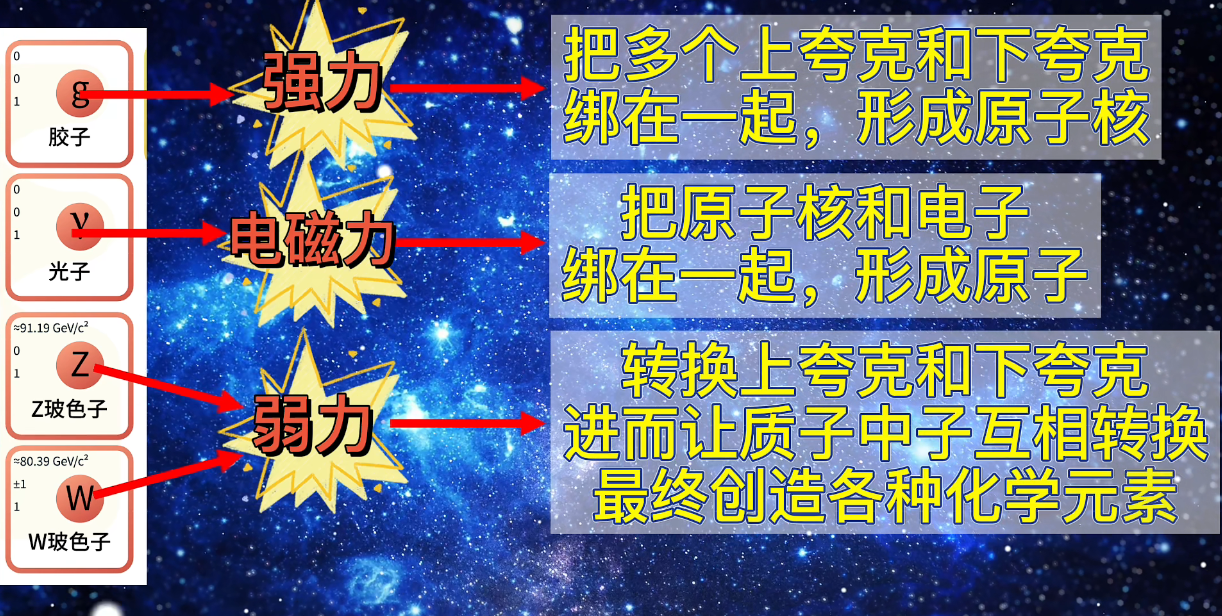 0
0
1
g
胶子
强力
把多个上夸克和下夸克
绑在一起，形成原子核
0
0
1
γ
光子
电磁力
把原子核和电子
绑在一起，形成原子
≈91.19 GeV/c²
0
1
Z
Z玻色子
≈80.39 GeV/c²
±1
1
W
W玻色子
弱力
转换上夸克和下夸克
进而让质子中子互相转换
最终创造各种化学元素